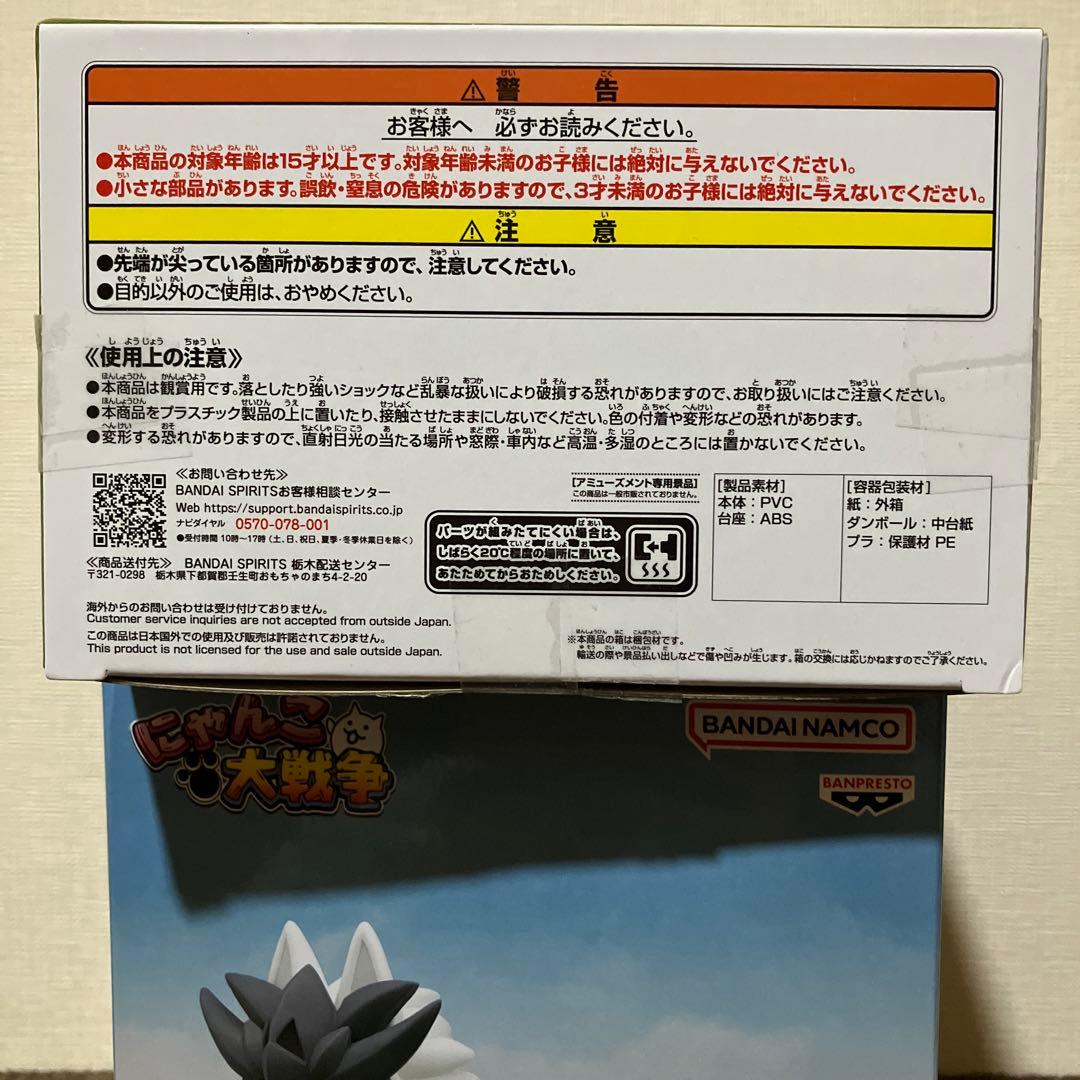 ⚠警告
お客様へ 必ずお読みください。
●本商品の対象年齢は15才以上です。対象年齢未満のお子様には絶対に与えないでください。
●小さな部品があります。誤飲・窒息の危険がありますので、3才未満のお子様には絶対に与えないでください。
⚠注意
●先端が尖っている箇所がありますので、注意してください。
●目的以外のご使用は、おやめください。
《使用上の注意》
●本商品は観賞用です。落としたり強いショックなど乱暴な扱いにより破損する恐れがありますので、お取り扱いにはご注意ください。
●本商品をプラスチック製品の上に置いたり、接触させたままにしないでください。色の付着や変形などの恐れがあります。
●変形する恐れがありますので、直射日光の当たる場所や窓際・車内など高温・多湿のところには置かないでください。
≪お問い合わせ先≫
BANDAI SPIRITSお客様相談センター
Web https://support.bandaispirits.co.jp
ナビダイヤル 0570-078-001
●受付時間 10時〜17時(土、日、祝日、夏季・冬季休業日を除く)
≪商品送付先≫ BANDAI SPIRITS 栃木配送センター
〒321-0298 栃木県下都賀郡壬生町おもちゃのまち4-2-20
海外からのお問い合わせは受け付けておりません。
Customer service inquiries are not accepted from outside Japan.
この商品は日本国外での使用及び販売は許諾されておりません。
This product is not licensed for the use and sale outside Japan.
[アミューズメント専用景品]
この商品は一般市販されておりません。
パーツが組みたてにくい場合は、
しばらく20℃程度の場所に置いて、
あたためてからおためしください。
[製品素材]
本体:PVC
台座:ABS
[容器包装材]
紙:外箱
ダンボール:中台紙
プラ:保護材 PE
※本商品の箱は梱包材です。
輸送の際や景品払い出しなどで傷や凹みが生じます。箱の交換には応じかねますのでご了承ください。
にゃんこ
大戦争
BANDAI NAMCO
BANPRESTO